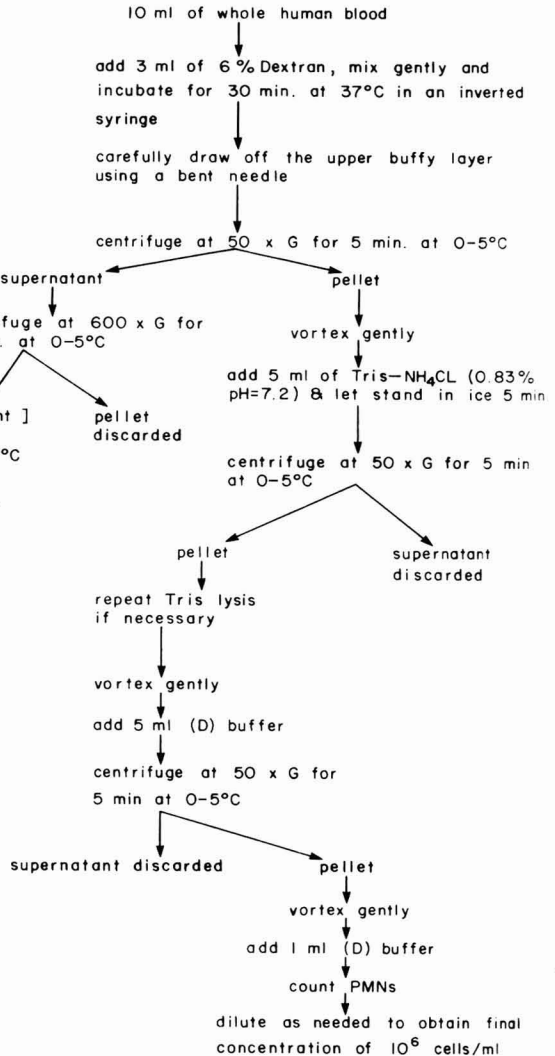 10 ml of whole human blood
add 3 ml of 6 % Dextran, mix gently and
incubate for 30 min. at 37°C in an inverted
syringe
carefully draw off the upper buffy layer
using a bent needle
centrifuge at 50 x G for 5 min. at 0-5°C
supernatant
pellet
fuge at 600 x G for
. at 0-5°C
vortex gently
add 5 ml of Tris-NH₄CL (0.83%
pH=7.2) & let stand in ice 5 min
nt ]
pellet
discarded
°C
centrifuge at 50 x G for 5 min
at 0-5°C
pellet
supernatant
discarded
repeat Tris lysis
if necessary
vortex gently
add 5 ml (D) buffer
centrifuge at 50 x G for
5 min at 0-5°C
supernatant discarded
pellet
vortex gently
add 1 ml (D) buffer
count PMNs
dilute as needed to obtain final
concentration of 10⁶ cells/ml